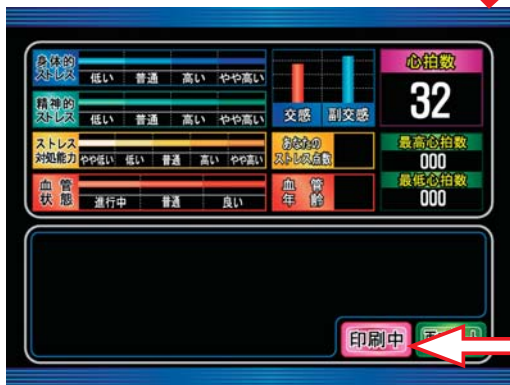 身体的
ストレス
低い 普通 高い やや高い
精神的
ストレス
低い 普通 高い やや高い
ストレス
対処能力
やや低い 低い 普通 高い やや高い
血管
状態
進行中 普通 良い
交感 副交感
あなたの
ストレス点数
血管
年齢
心拍数
32
最高心拍数
000
最低心拍数
000
印刷中